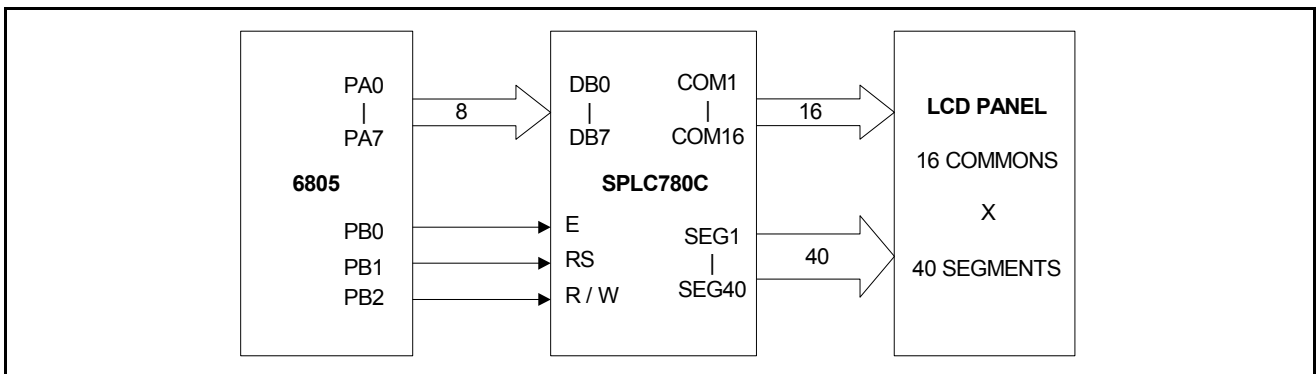 PA0
|
PA7
6805
PB0
PB1
PB2
8
DB0
|
DB7
COM1
|
COM16
SPLC780C
E
RS
R / W
SEG1
|
SEG40
16
40
LCD PANEL
16 COMMONS
X
40 SEGMENTS